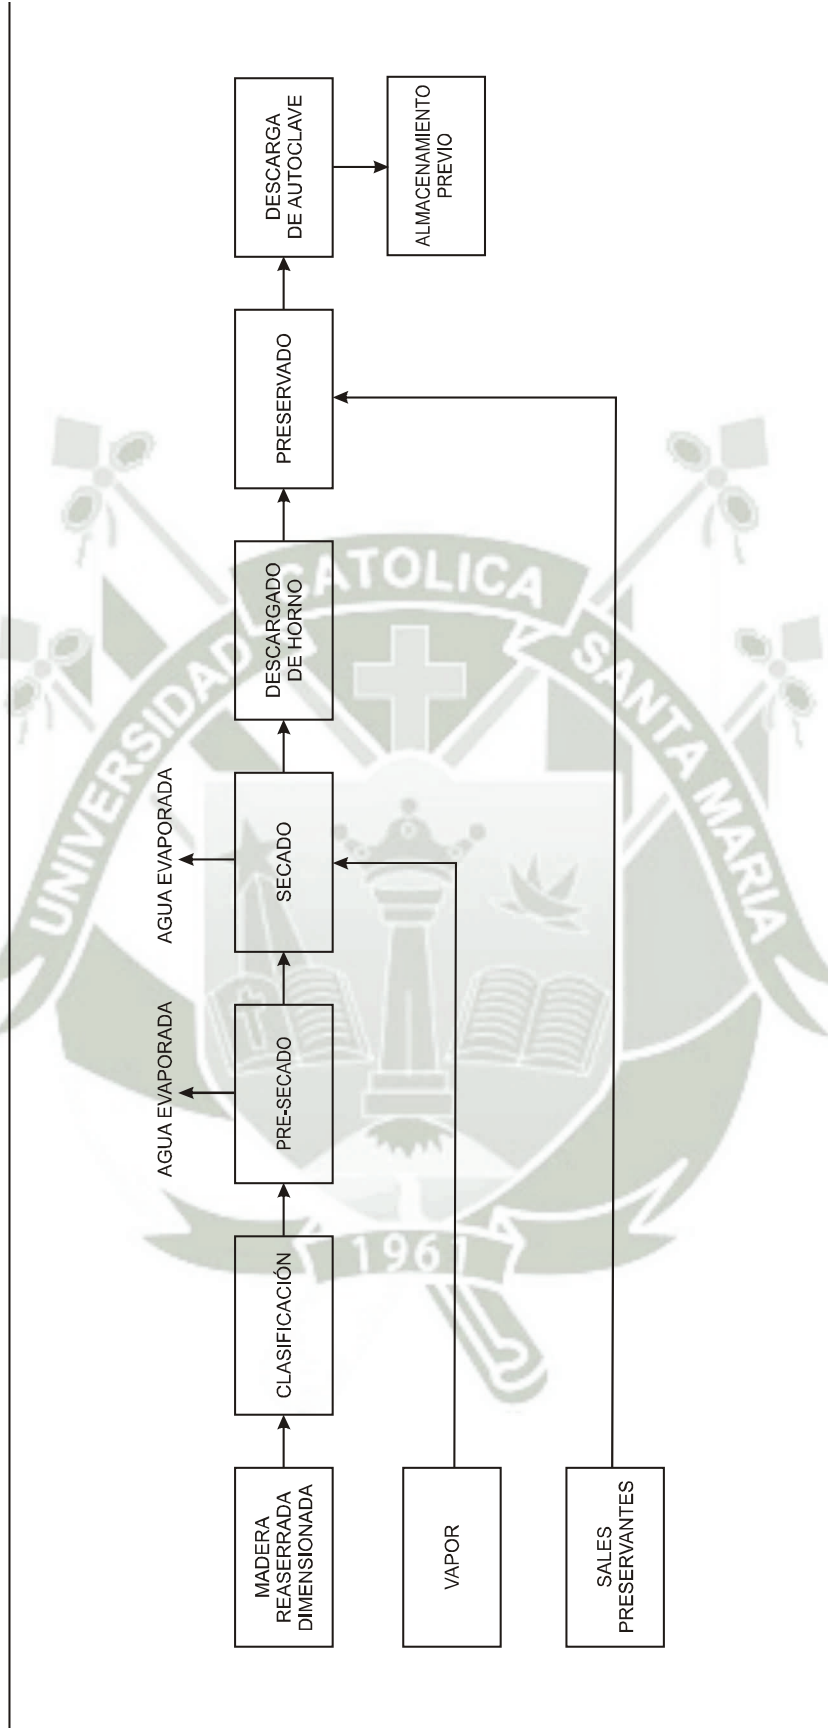 MADERA
REASERRADA
DIMENSIONADA
CLASIFICACIÓN
PRE-SECADO
AGUA EVAPORADA
SECADO
AGUA EVAPORADA
DESCARGADO
DE HORNO
PRESERVADO
DESCARGA
DE AUTOCLAVE
ALMACENAMIENTO
PREVIO
VAPOR
SALES
PRESERVANTES
UNIVERSIDAD CATOLICA SANTA MARIA
1961